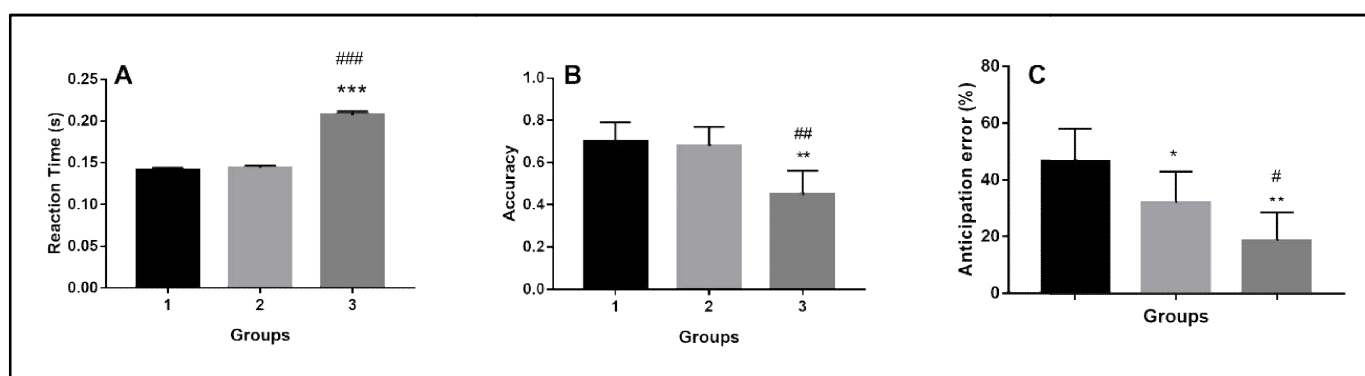 A
###
***
0.25
0.20
0.15
0.10
0.05
0.00
Reaction Time (s)
1 2 3
Groups
B
##
**
1.0
0.8
0.6
0.4
0.2
0.0
Accuracy
1 2 3
Groups
C
*
#
**
80
60
40
20
0
Anticipation error (%)
Groups